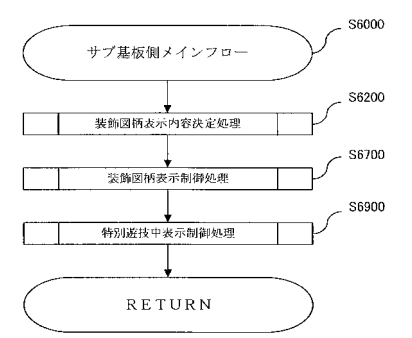 サブ基板側メインフロー
S6000
装飾図柄表示内容決定処理
S6200
装飾図柄表示制御処理
S6700
特別遊技中表示制御処理
S6900
RETURN